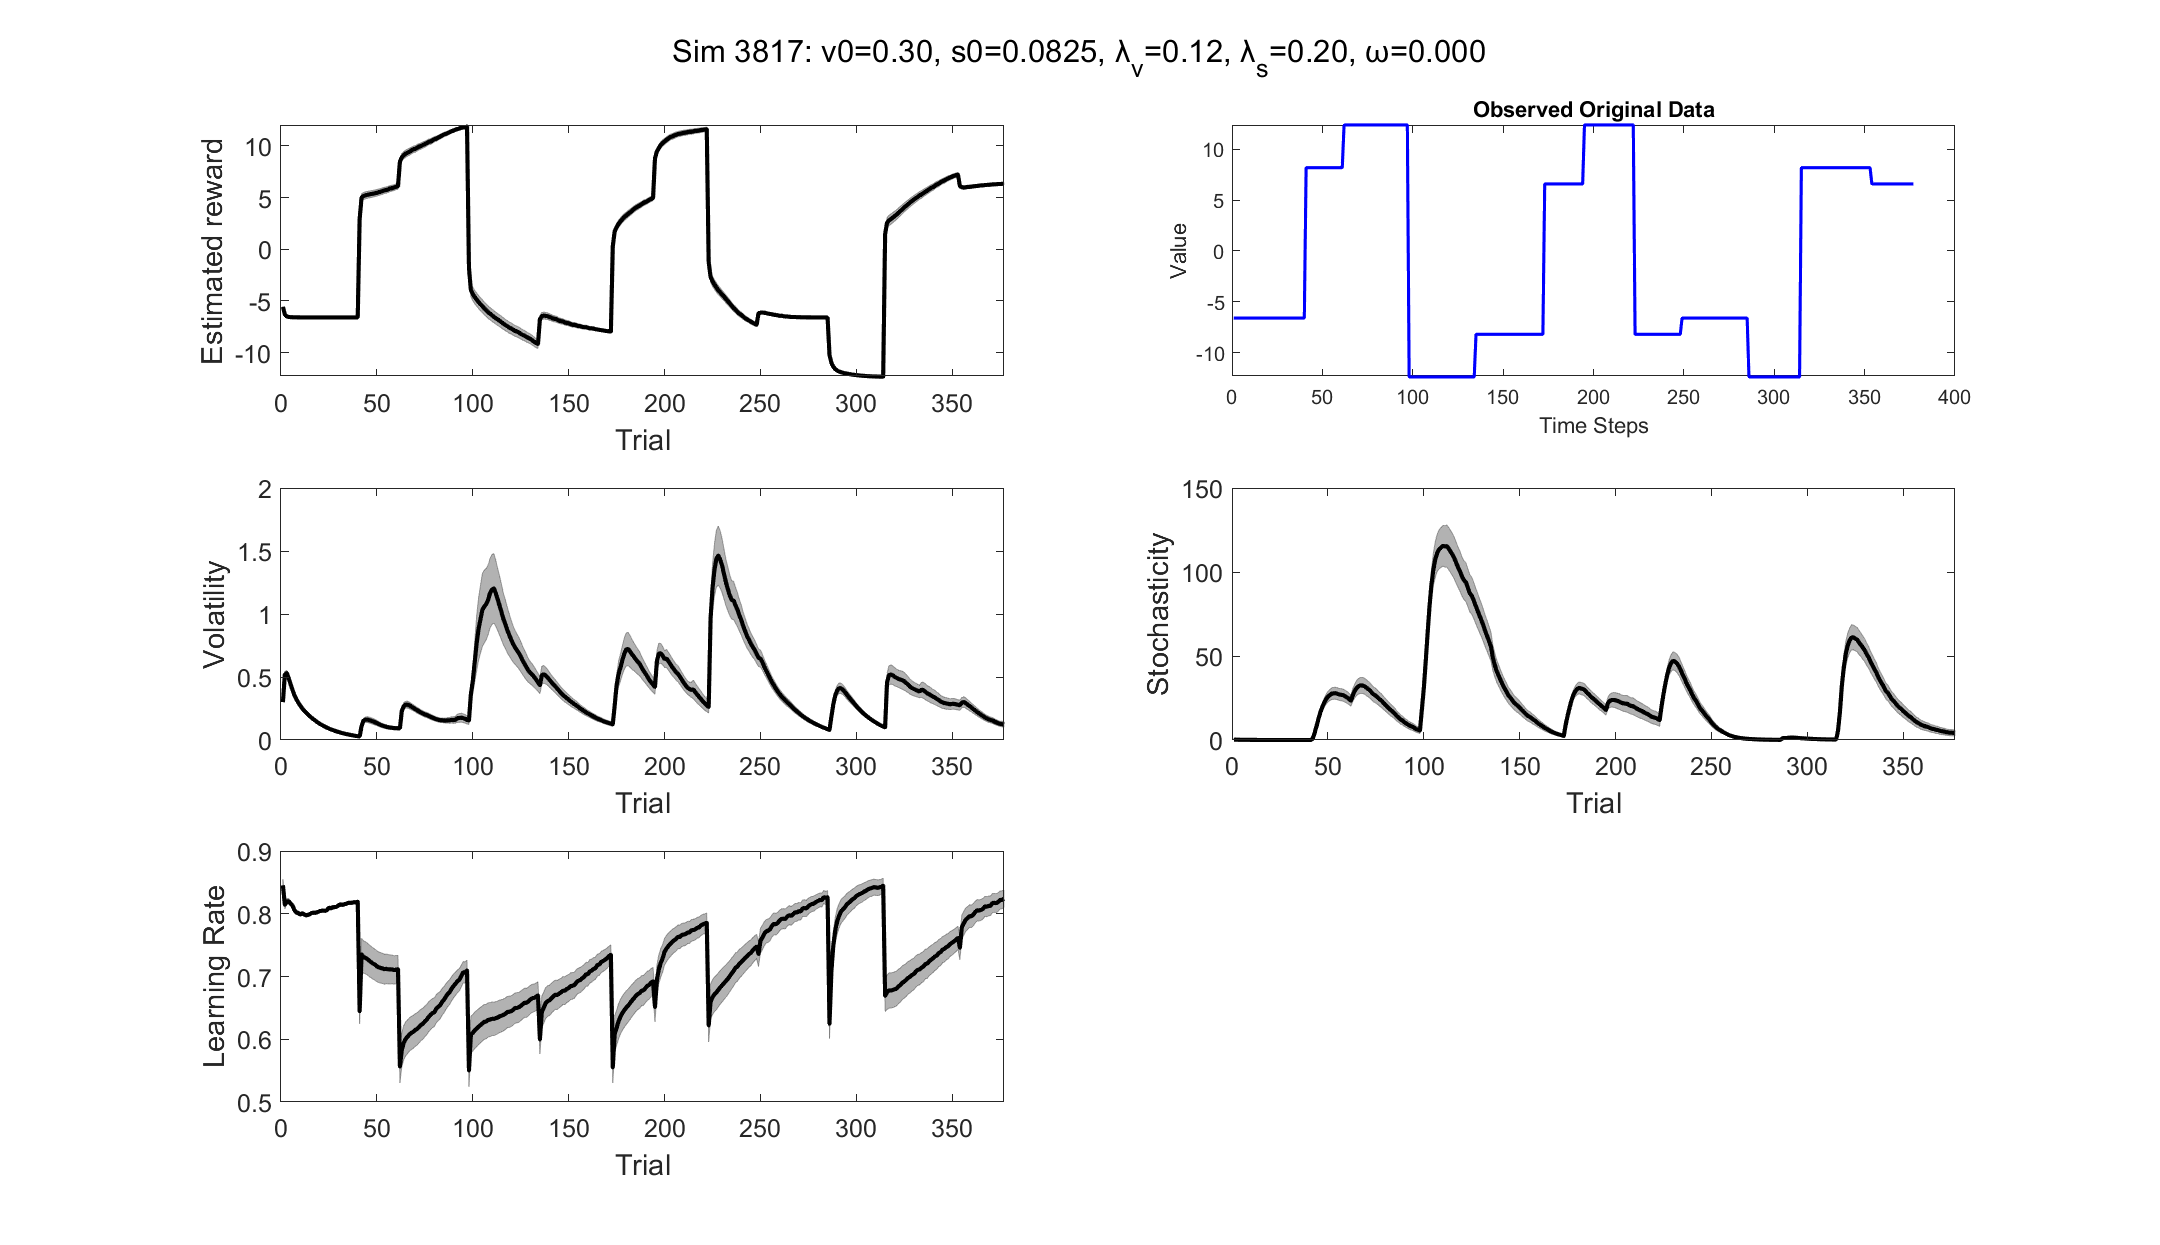 Sim 3817: v0=0.30, s0=0.0825, λv=0.12, λs=0.20, ω=0.000
Estimated reward
10
5
0
-5
-10
0 50 100 150 200 250 300 350
Trial
Observed Original Data
Value
10
5
0
-5
-10
0 50 100 150 200 250 300 350 400
Time Steps
Volatility
2
1.5
1
0.5
0
0 50 100 150 200 250 300 350
Trial
Stochasticity
150
100
50
0
0 50 100 150 200 250 300 350
Trial
Learning Rate
0.9
0.8
0.7
0.6
0.5
0 50 100 150 200 250 300 350
Trial